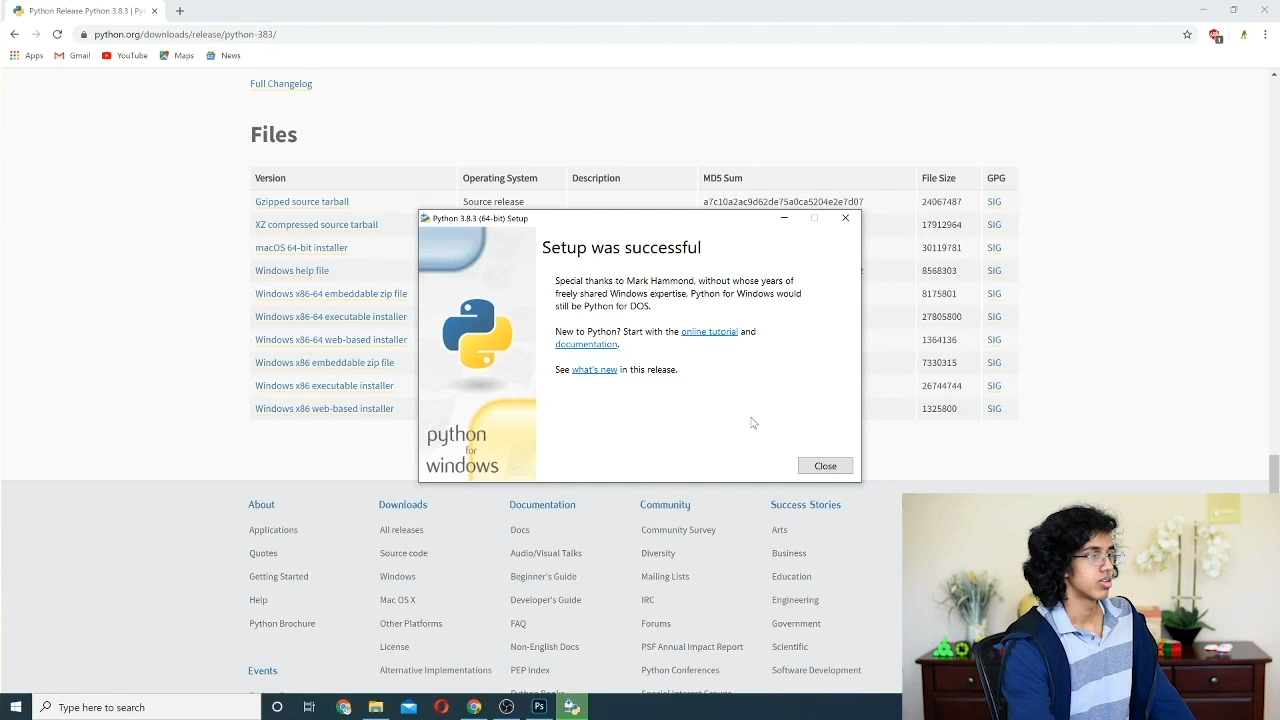 Python Release Python 3.8.3 | Py
python.org/downloads/release/python-383/
1
Apps Gmail YouTube Maps News
Full Changelog
Files
Version Operating System Description MD5 Sum File Size GPG
Gzipped source tarball Source release a7c10a2ac9d62de75a0ca5204e2e7d07 24067487 SIG
XZ compressed source tarball 17912964 SIG
macOS 64-bit installer 30119781 SIG
Windows help file 8568303 SIG
Windows x86-64 embeddable zip file 8175801 SIG
Windows x86-64 executable installer 27805800 SIG
Windows x86-64 web-based installer 1364136 SIG
Windows x86 embeddable zip file 7330315 SIG
Windows x86 executable installer 26744744 SIG
Windows x86 web-based installer 1325800 SIG
Python 3.8.3 (64-bit) Setup
Setup was successful
Special thanks to Mark Hammond, without whose years of
freely shared Windows expertise, Python for Windows would
still be Python for DOS.
New to Python? Start with the online tutorial and
documentation.
See what's new in this release.
python
for
windows
Close
About Downloads Documentation Community Success Stories
Applications All releases Docs Community Survey Arts
Quotes Source code Audio/Visual Talks Diversity Business
Getting Started Windows Beginner's Guide Mailing Lists Education
Help Mac OS X Developer's Guide IRC Engineering
Python Brochure Other Platforms FAQ Forums Government
License Non-English Docs PSF Annual Impact Report Scientific
Events Alternative Implementations PEP Index Python Conferences Software Development
Type here to search
Ps